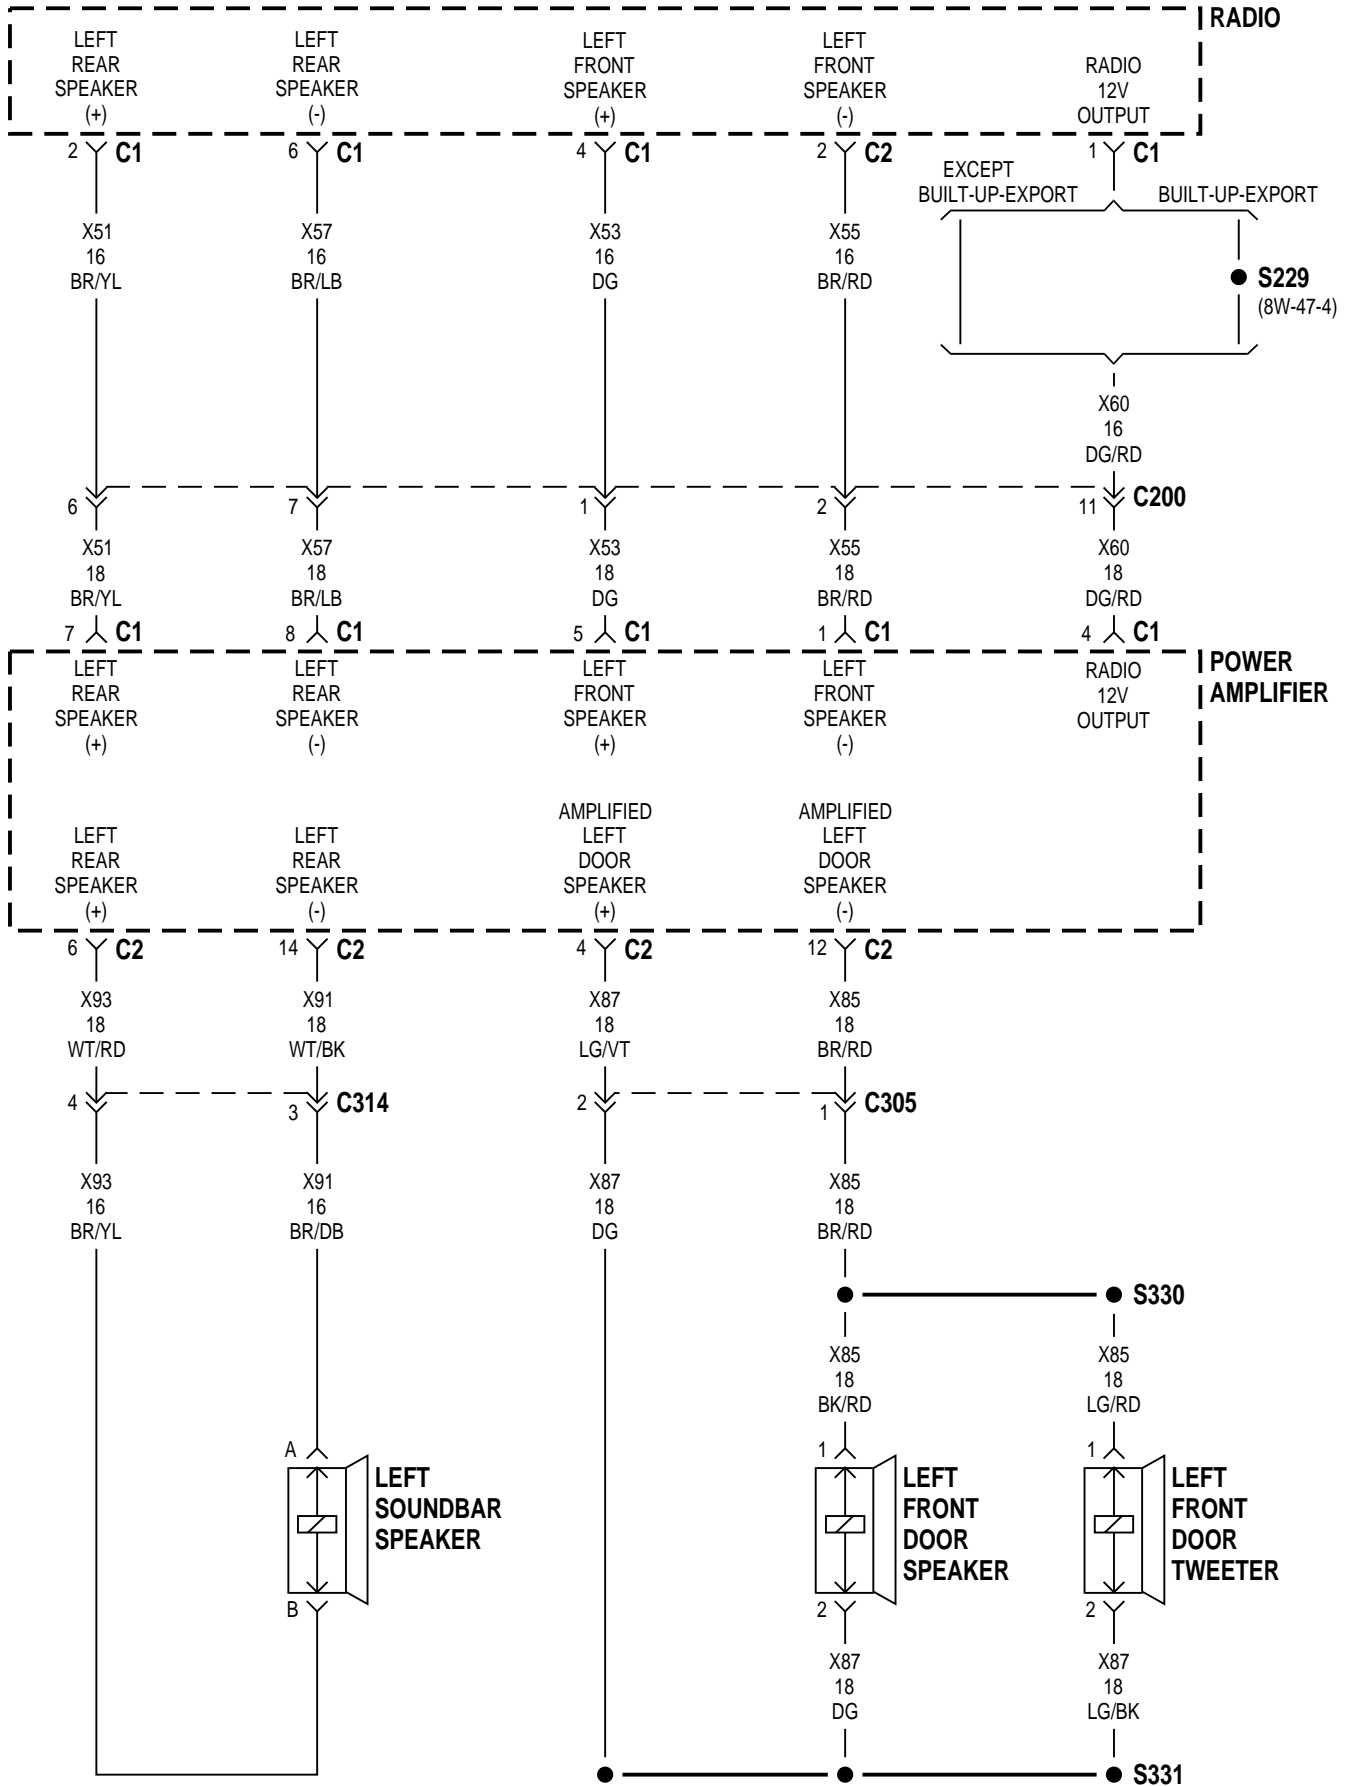 RADIO
LEFT
REAR
SPEAKER
(+)
LEFT
REAR
SPEAKER
(-)
LEFT
FRONT
SPEAKER
(+)
LEFT
FRONT
SPEAKER
(-)
RADIO
12V
OUTPUT
2 C1
6 C1
4 C1
2 C2
1 C1
EXCEPT
BUILT-UP-EXPORT
BUILT-UP-EXPORT
X51
16
BR/YL
X57
16
BR/LB
X53
16
DG
X55
16
BR/RD
S229
(8W-47-4)
X60
16
DG/RD
6
7
1
2
11
C200
X51
18
BR/YL
X57
18
BR/LB
X53
18
DG
X55
18
BR/RD
X60
18
DG/RD
7 C1
8 C1
5 C1
1 C1
4 C1
POWER
AMPLIFIER
LEFT
REAR
SPEAKER
(+)
LEFT
REAR
SPEAKER
(-)
LEFT
FRONT
SPEAKER
(+)
LEFT
FRONT
SPEAKER
(-)
RADIO
12V
OUTPUT
LEFT
REAR
SPEAKER
(+)
LEFT
REAR
SPEAKER
(-)
AMPLIFIED
LEFT
DOOR
SPEAKER
(+)
AMPLIFIED
LEFT
DOOR
SPEAKER
(-)
6 C2
14 C2
4 C2
12 C2
X93
18
WT/RD
X91
18
WT/BK
X87
18
LG/VT
X85
18
BR/RD
4
3
C314
2
1
C305
X93
16
BR/YL
X91
16
BR/DB
X87
18
DG
X85
18
BR/RD
S330
X85
18
BK/RD
X85
18
LG/RD
A
LEFT
SOUNDBAR
SPEAKER
B
1
LEFT
FRONT
DOOR
SPEAKER
2
1
LEFT
FRONT
DOOR
TWEETER
2
X87
18
DG
X87
18
LG/BK
S331